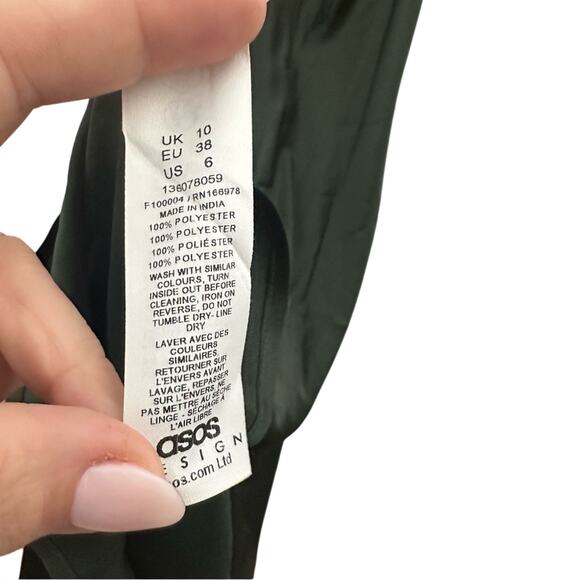 UK 10
EU 38
US 6
136078059
F100004 / RN166978
MADE IN INDIA
100% POLYESTER
100% POLYESTER
100% POLIÉSTER
100% POLYESTER
WASH WITH SIMILAR
COLOURS, TURN
INSIDE OUT BEFORE
CLEANING, IRON ON
REVERSE, DO NOT
TUMBLE DRY- LINE
DRY
LAVER AVEC DES
COULEURS
SIMILAIRES.
RETOURNER SUR
L'ENVERS AVANT
LAVAGE, REPASSER
SUR L'ENVERS,
PAS METTRE AU SÈCHE
LINGE - SÉCHAGE À
L'AIR LIBRE
asos
ESIGN
os.com Ltd